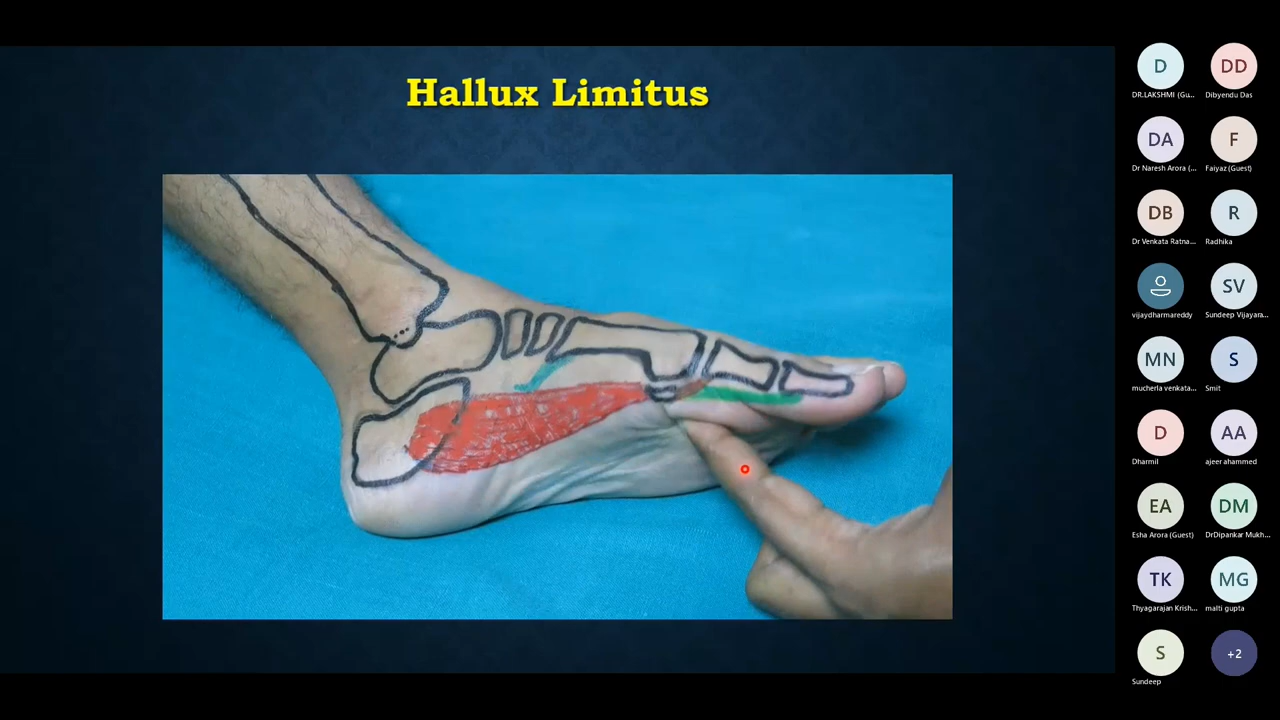 Hallux Limitus
D
DR.LAKSHMI (Gu...
DD
Dibyendu Das
DA
Dr Naresh Arora (...
F
Faiyaz (Guest)
DB
Dr Venkata Ratna...
R
Radhika
vijaydharmareddy
SV
Sundeep Vijayara...
MN
mucherla venkata...
S
Smit
D
Dharmil
AA
ajeer ahammed
EA
Esha Arora (Guest)
DM
DrDipankar Mukh...
TK
Thyagarajan Krish...
MG
malti gupta
S
Sundeep
+2